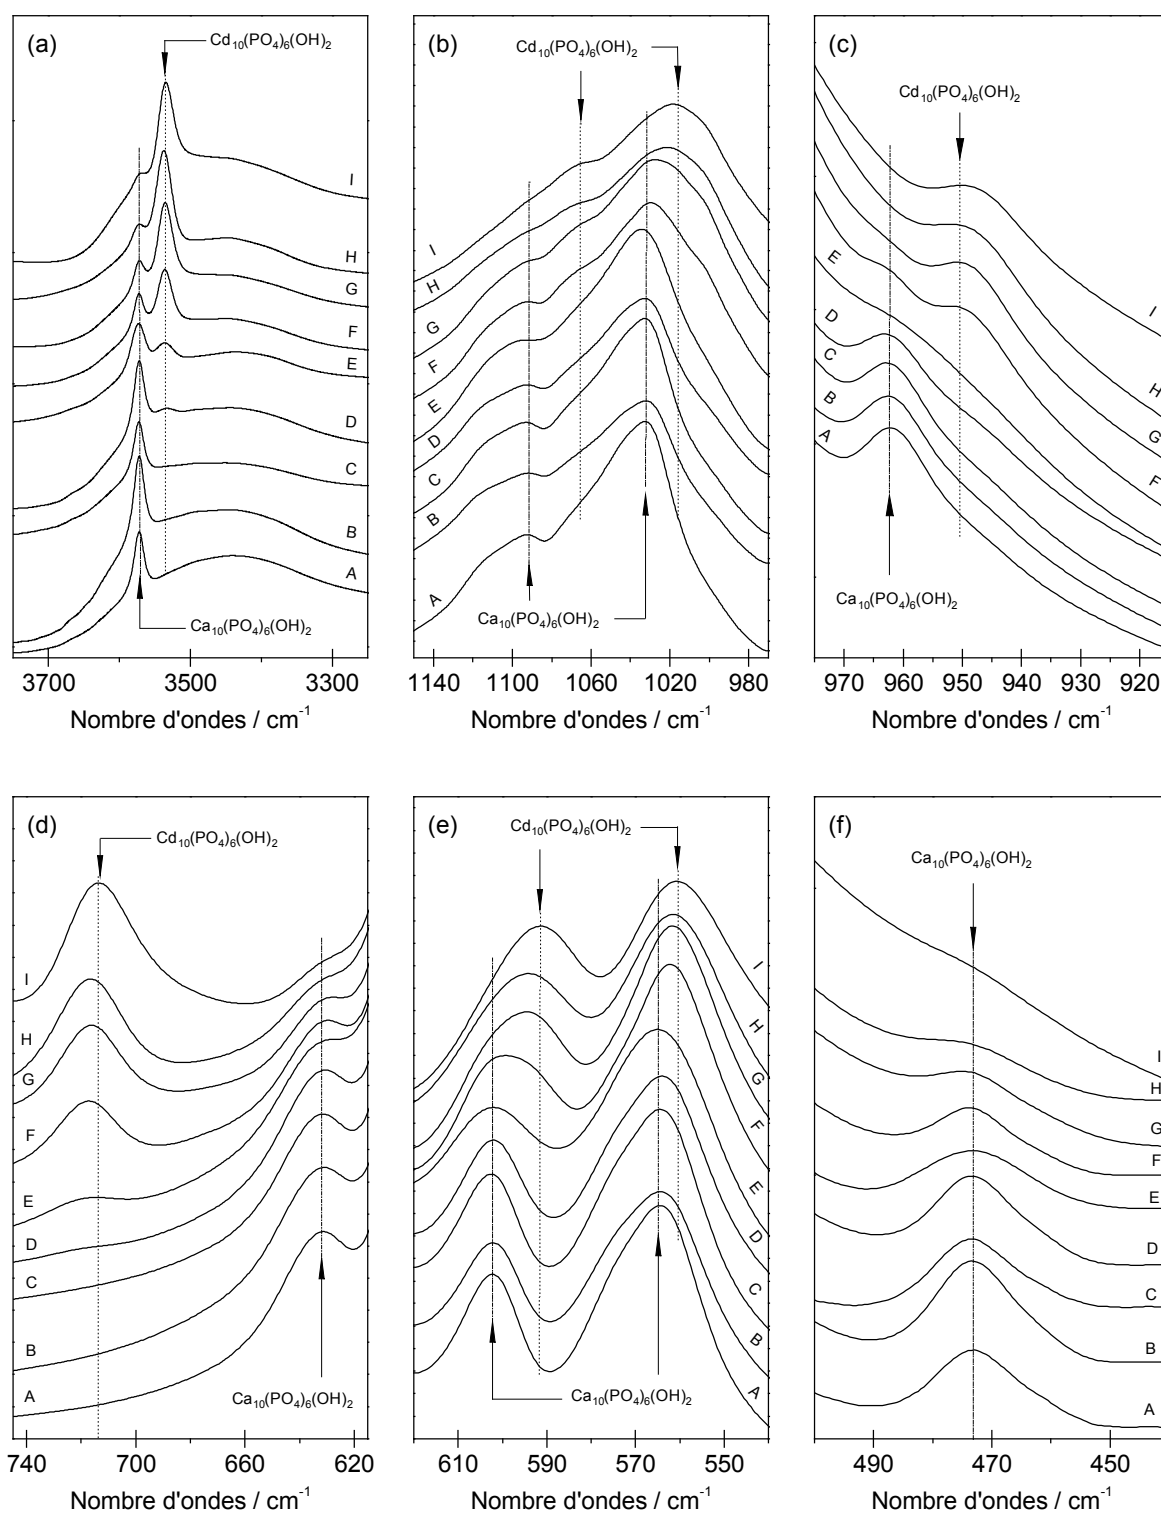 (a)
Cd₁₀(PO₄)₆(OH)₂
I
H
G
F
E
D
C
B
A
Ca₁₀(PO₄)₆(OH)₂
3700 3500 3300
Nombre d'ondes / cm⁻¹
(b)
Cd₁₀(PO₄)₆(OH)₂
I
H
G
F
E
D
C
B
A
Ca₁₀(PO₄)₆(OH)₂
1140 1100 1060 1020 980
Nombre d'ondes / cm⁻¹
(c)
Cd₁₀(PO₄)₆(OH)₂
E
D
C
B
A
I
H
G
F
Ca₁₀(PO₄)₆(OH)₂
970 960 950 940 930 920
Nombre d'ondes / cm⁻¹
(d)
Cd₁₀(PO₄)₆(OH)₂
I
H
G
F
E
D
C
B
A
Ca₁₀(PO₄)₆(OH)₂
740 700 660 620
Nombre d'ondes / cm⁻¹
(e)
Cd₁₀(PO₄)₆(OH)₂
I
H
G
F
E
D
C
B
A
Ca₁₀(PO₄)₆(OH)₂
610 590 570 550
Nombre d'ondes / cm⁻¹
(f)
Ca₁₀(PO₄)₆(OH)₂
I
H
G
F
E
D
C
B
A
490 470 450
Nombre d'ondes / cm⁻¹